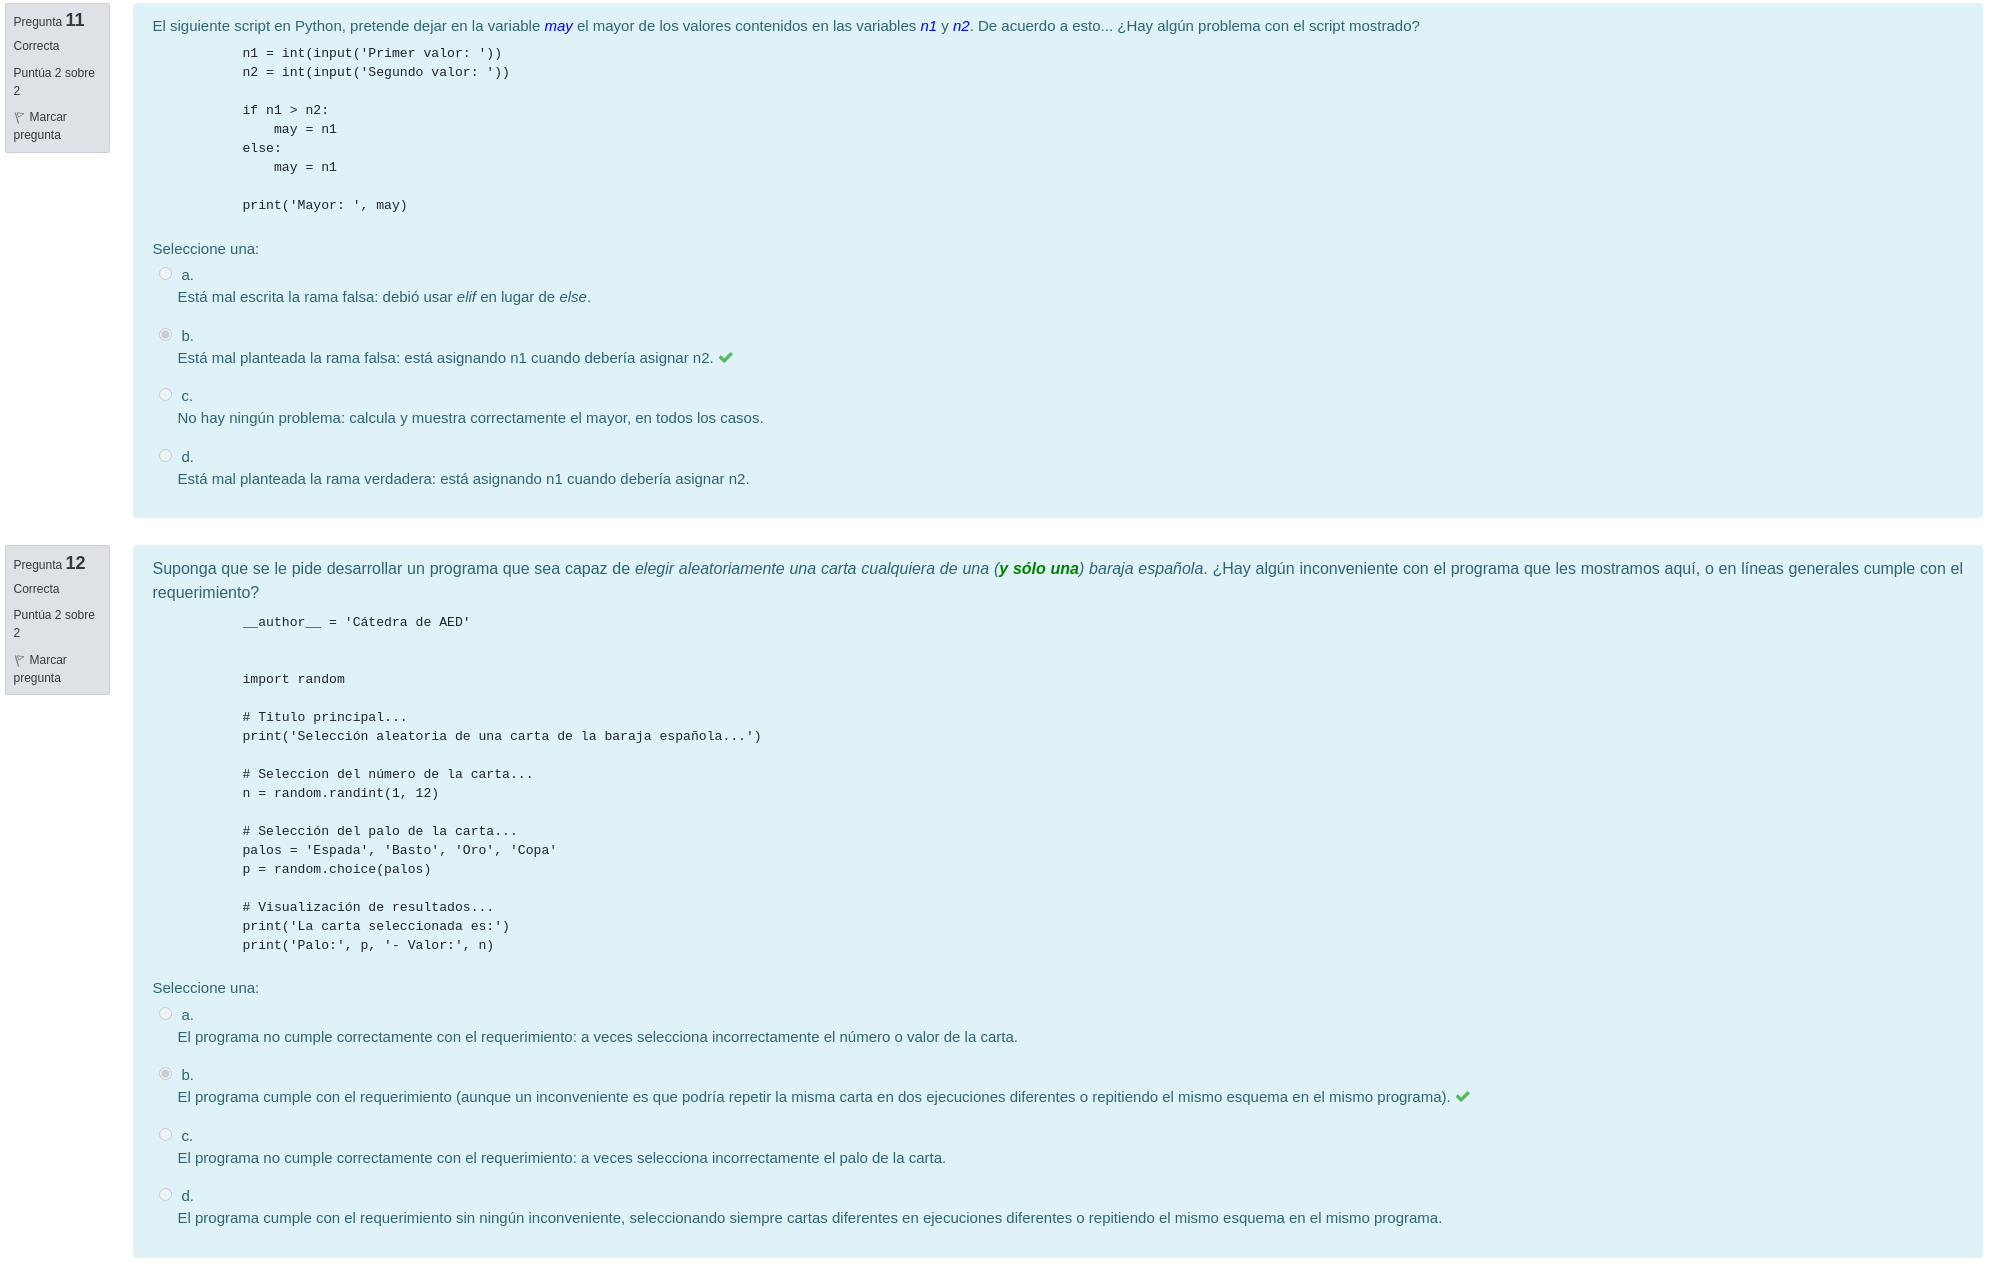 Pregunta 11
Correcta
Puntúa 2 sobre
2
Marcar
pregunta
El siguiente script en Python, pretende dejar en la variable may el mayor de los valores contenidos en las variables n1 y n2. De acuerdo a esto... ¿Hay algún problema con el script mostrado?
n1 = int(input('Primer valor: '))
n2 = int(input('Segundo valor: '))
if n1 > n2:
    may = n1
else:
    may = n1
print('Mayor: ', may)
Seleccione una:
a.
Está mal escrita la rama falsa: debió usar elif en lugar de else.
b.
Está mal planteada la rama falsa: está asignando n1 cuando debería asignar n2.
c.
No hay ningún problema: calcula y muestra correctamente el mayor, en todos los casos.
d.
Está mal planteada la rama verdadera: está asignando n1 cuando debería asignar n2.
Pregunta 12
Correcta
Puntúa 2 sobre
2
Marcar
pregunta
Suponga que se le pide desarrollar un programa que sea capaz de elegir aleatoriamente una carta cualquiera de una (y sólo una) baraja española. ¿Hay algún inconveniente con el programa que les mostramos aquí, o en líneas generales cumple con el
requerimiento?
__author__ = 'Cátedra de AED'
import random
# Titulo principal...
print('Selección aleatoria de una carta de la baraja española...')
# Seleccion del número de la carta...
n = random.randint(1, 12)
# Selección del palo de la carta...
palos = 'Espada', 'Basto', 'Oro', 'Copa'
p = random.choice(palos)
# Visualización de resultados...
print('La carta seleccionada es:')
print('Palo:', p, '- Valor:', n)
Seleccione una:
a.
El programa no cumple correctamente con el requerimiento: a veces selecciona incorrectamente el número o valor de la carta.
b.
El programa cumple con el requerimiento (aunque un inconveniente es que podría repetir la misma carta en dos ejecuciones diferentes o repitiendo el mismo esquema en el mismo programa).
c.
El programa no cumple correctamente con el requerimiento: a veces selecciona incorrectamente el palo de la carta.
d.
El programa cumple con el requerimiento sin ningún inconveniente, seleccionando siempre cartas diferentes en ejecuciones diferentes o repitiendo el mismo esquema en el mismo programa.